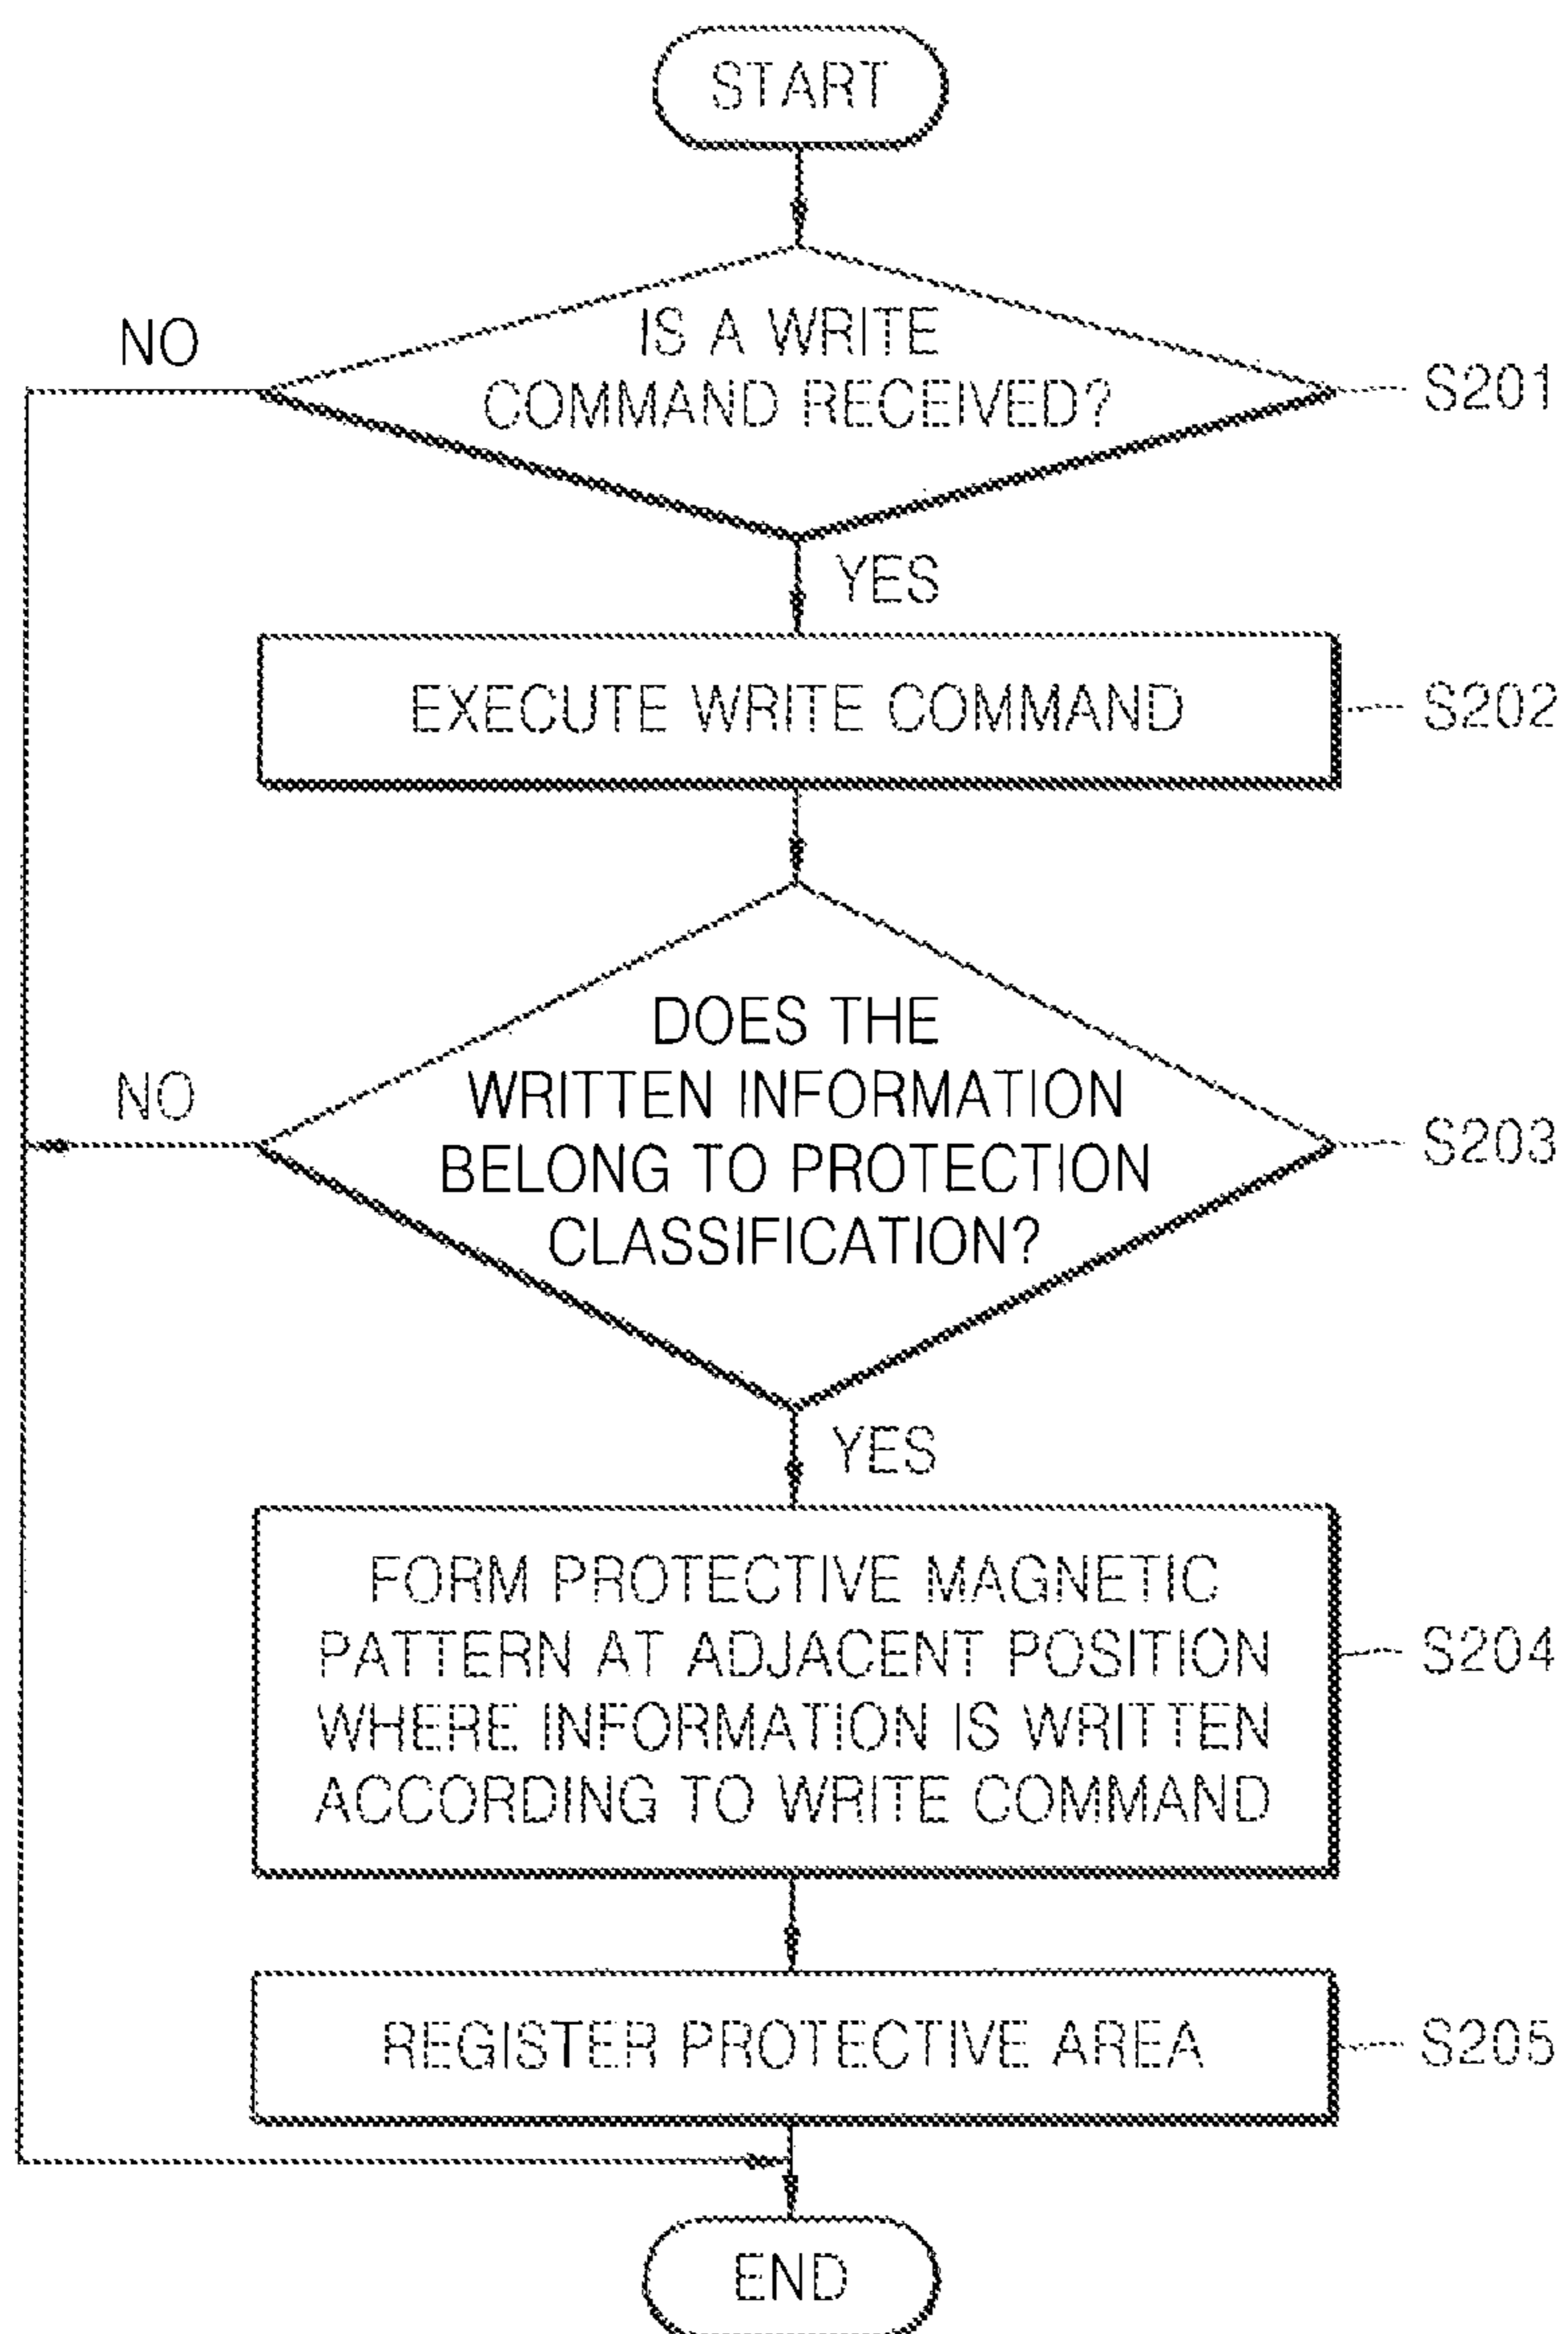 START
IS A WRITE
COMMAND RECEIVED?
S201
NO
YES
EXECUTE WRITE COMMAND
S202
DOES THE
WRITTEN INFORMATION
BELONG TO PROTECTION
CLASSIFICATION?
S203
NO
YES
FORM PROTECTIVE MAGNETIC
PATTERN AT ADJACENT POSITION
WHERE INFORMATION IS WRITTEN
ACCORDING TO WRITE COMMAND
S204
REGISTER PROTECTIVE AREA
S205
END